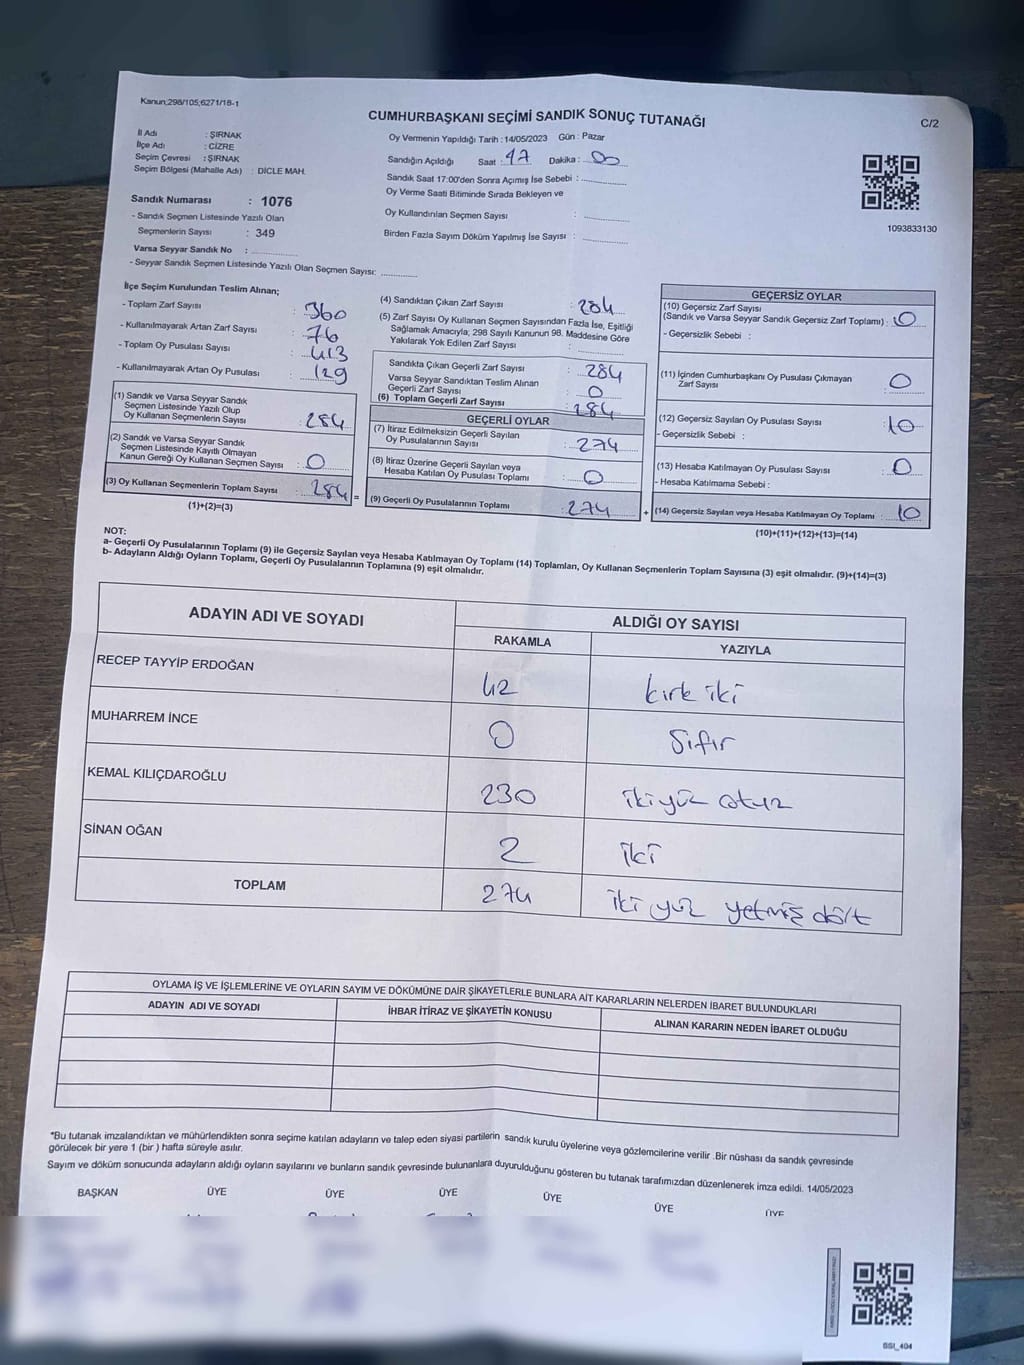 Kanun;298/105;6271/18-1
CUMHURBAŞKANI SEÇİMİ SANDIK SONUÇ TUTANAĞI
C/2
İl Adı : ŞIRNAK
İlçe Adı : CİZRE
Seçim Çevresi : ŞIRNAK
Seçim Bölgesi (Mahalle Adı) : DİCLE MAH.
Oy Vermenin Yapıldığı Tarih : 14/05/2023 Gün : Pazar
Sandığın Açıldığı Saat : 17 Dakika : 00
Sandık Saat 17:00'den Sonra Açımış İse Sebebi :
Oy Verme Saati Bitiminde Sırada Bekleyen ve
Oy Kullandırılan Seçmen Sayısı :
Birden Fazla Sayım Döküm Yapılmış İse Sayısı :
1093833130
Sandık Numarası : 1076
- Sandık Seçmen Listesinde Yazılı Olan
Seçmenlerin Sayısı : 349
Varsa Seyyar Sandık No :
- Seyyar Sandık Seçmen Listesinde Yazılı Olan Seçmen Sayısı:
İlçe Seçim Kurulundan Teslim Alınan;
- Toplam Zarf Sayısı : 360
- Kullanılmayarak Artan Zarf Sayısı : 76
- Toplam Oy Pusulası Sayısı : 413
- Kullanılmayarak Artan Oy Pusulası : 129
(1) Sandık ve Varsa Seyyar Sandık
Seçmen Listesinde Yazılı Olup
Oy Kullanan Seçmenlerin Sayısı : 284
(2) Sandık ve Varsa Seyyar Sandık
Seçmen Listesinde Kayıtlı Olmayan
Kanun Gereği Oy Kullanan Seçmen Sayısı : 0
(3) Oy Kullanan Seçmenlerin Toplam Sayısı : 284 =
(1)+(2)=(3)
(4) Sandıktan Çıkan Zarf Sayısı : 284
(5) Zarf Sayısı Oy Kullanan Seçmen Sayısından Fazla İse, Eşitliği
Sağlamak Amacıyla; 298 Sayılı Kanunun 98. Maddesine Göre
Yakılarak Yok Edilen Zarf Sayısı :
Sandıkta Çıkan Geçerli Zarf Sayısı : 284
Varsa Seyyar Sandıktan Teslim Alınan
Geçerli Zarf Sayısı : 0
(6) Toplam Geçerli Zarf Sayısı : 284
GEÇERLİ OYLAR
(7) İtiraz Edilmeksizin Geçerli Sayılan
Oy Pusulalarının Sayısı : 274
(8) İtiraz Üzerine Geçerli Sayılan veya
Hesaba Katılan Oy Pusulası Toplamı : 0
(9) Geçerli Oy Pusulalarının Toplamı : 274 +
GEÇERSİZ OYLAR
(10) Geçersiz Zarf Sayısı
(Sandık ve Varsa Seyyar Sandık Geçersiz Zarf Toplamı) : 0
- Geçersizlik Sebebi :
(11) İçinden Cumhurbaşkanı Oy Pusulası Çıkmayan
Zarf Sayısı : 0
(12) Geçersiz Sayılan Oy Pusulası Sayısı : 10
- Geçersizlik Sebebi :
(13) Hesaba Katılmayan Oy Pusulası Sayısı : 0
- Hesaba Katılmama Sebebi :
(14) Geçersiz Sayılan veya Hesaba Katılmayan Oy Toplamı : 10
(10)+(11)+(12)+(13)=(14)
NOT:
a- Geçerli Oy Pusulalarının Toplamı (9) ile Geçersiz Sayılan veya Hesaba Katılmayan Oy Toplamı (14) Toplamları, Oy Kullanan Seçmenlerin Toplam Sayısına (3) eşit olmalıdır. (9)+(14)=(3)
b- Adayların Aldığı Oyların Toplamı, Geçerli Oy Pusulalarının Toplamına (9) eşit olmalıdır.
ADAYIN ADI VE SOYADI ALDIĞI OY SAYISI
RAKAMLA YAZIYLA
RECEP TAYYİP ERDOĞAN 42 kırk iki
MUHARREM İNCE 0 Sıfır
KEMAL KILIÇDAROĞLU 230 ikiyüz otuz
SİNAN OĞAN 2 iki
TOPLAM 274 iki yüz yetmiş dört
OYLAMA İŞ VE İŞLEMLERİNE VE OYLARIN SAYIM VE DÖKÜMÜNE DAİR ŞİKAYETLERLE BUNLARA AİT KARARLARIN NELERDEN İBARET BULUNDUKLARI
ADAYIN ADI VE SOYADI İHBAR İTİRAZ VE ŞİKAYETİN KONUSU ALINAN KARARIN NEDEN İBARET OLDUĞU
*Bu tutanak imzalandıktan ve mühürlendikten sonra seçime katılan adayların ve talep eden siyasi partilerin sandık kurulu üyelerine veya gözlemcilerine verilir .Bir nüshası da sandık çevresinde
görülecek bir yere 1 (bir ) hafta süreyle asılır.
Sayım ve döküm sonucunda adayların aldığı oyların sayılarını ve bunların sandık çevresinde bulunanlara duyurulduğunu gösteren bu tutanak tarafımızdan düzenlenerek imza edildi. 14/05/2023
BAŞKAN ÜYE ÜYE ÜYE ÜYE ÜYE ÜYE
SSI_404